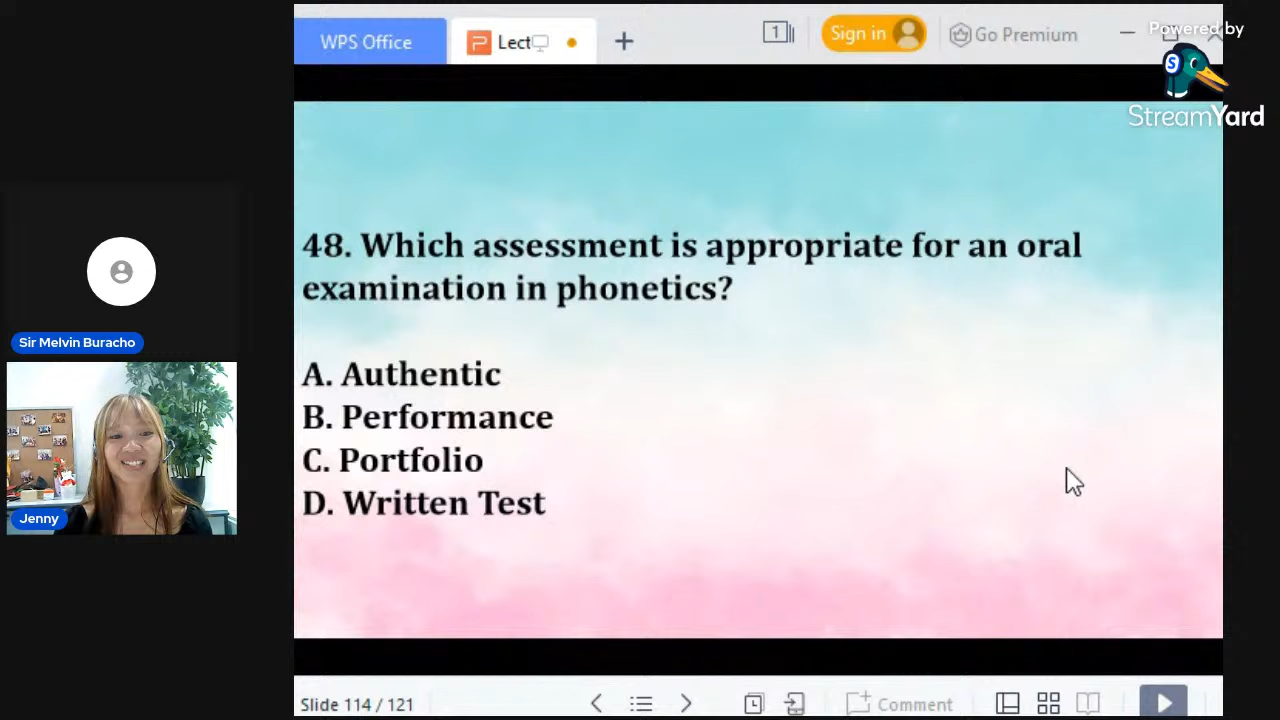 WPS Office
Lect
1
Sign in
Go Premium
Powered by
StreamYard
48. Which assessment is appropriate for an oral
examination in phonetics?
A. Authentic
B. Performance
C. Portfolio
D. Written Test
Sir Melvin Buracho
Jenny
Slide 114 / 121
Comment